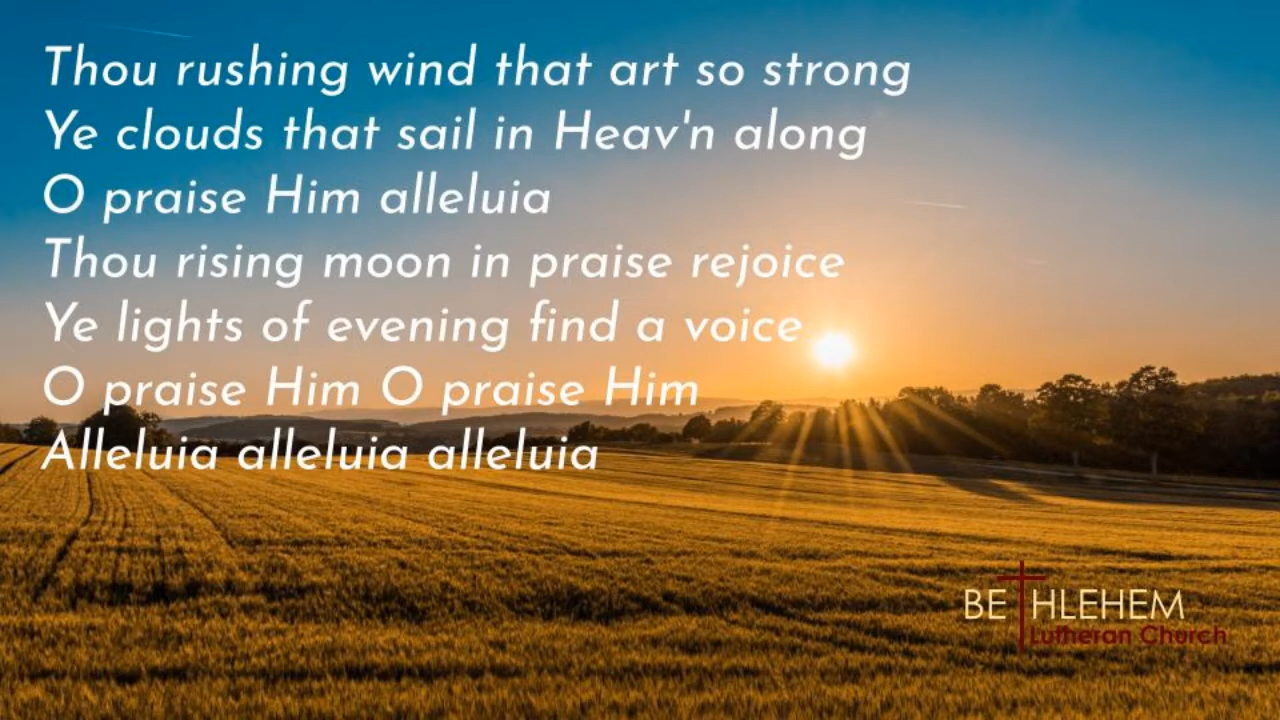 Thou rushing wind that art so strong
Ye clouds that sail in Heav'n along
O praise Him alleluia
Thou rising moon in praise rejoice
Ye lights of evening find a voice
O praise Him O praise Him
Alleluia alleluia alleluia
BETHLEHEM
Lutheran Church